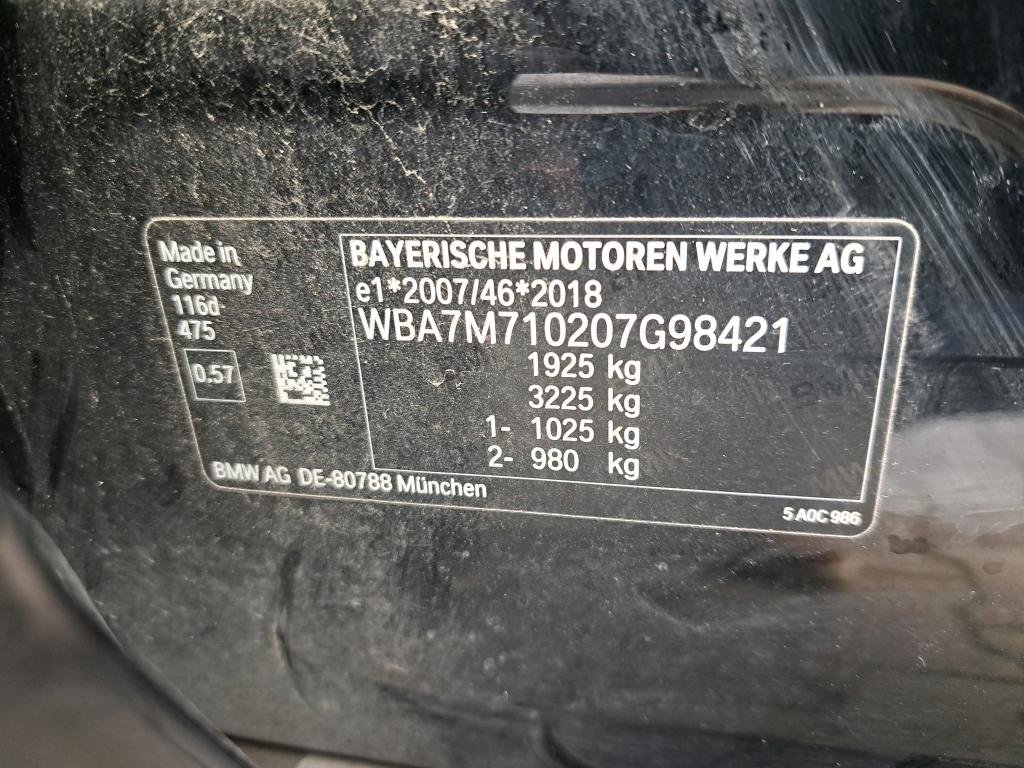 Made in
Germany
116d
475
0.57
BAYERISCHE MOTOREN WERKE AG
e1*2007/46*2018
WBA7M710207G98421
1925 kg
3225 kg
1- 1025 kg
2- 980 kg
BMW AG DE-80788 München
5 A0C 986